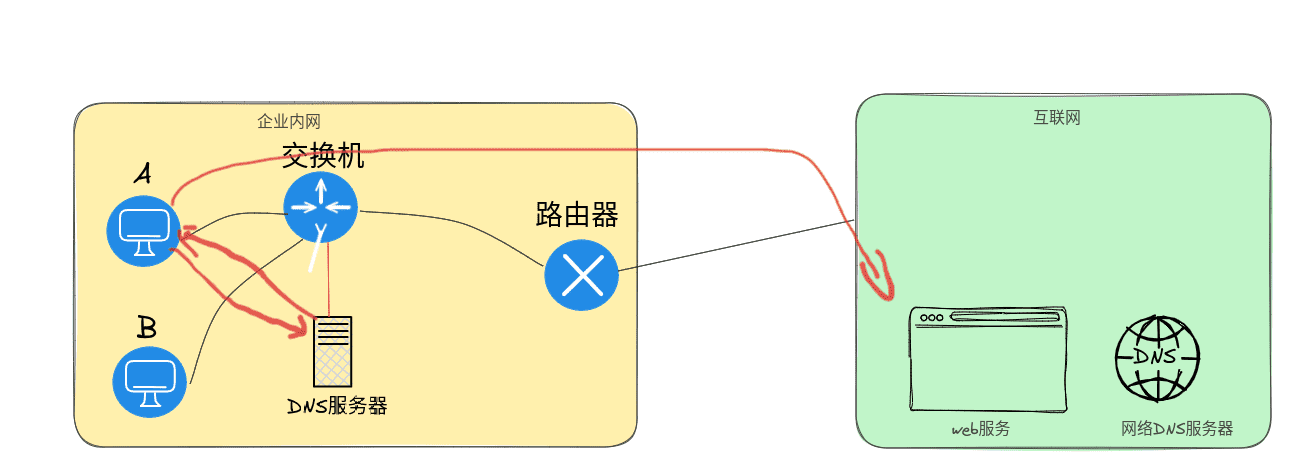 企业内网
交换机
A
路由器
B
DNS服务器
互联网
DNS
web服务
网络DNS服务器